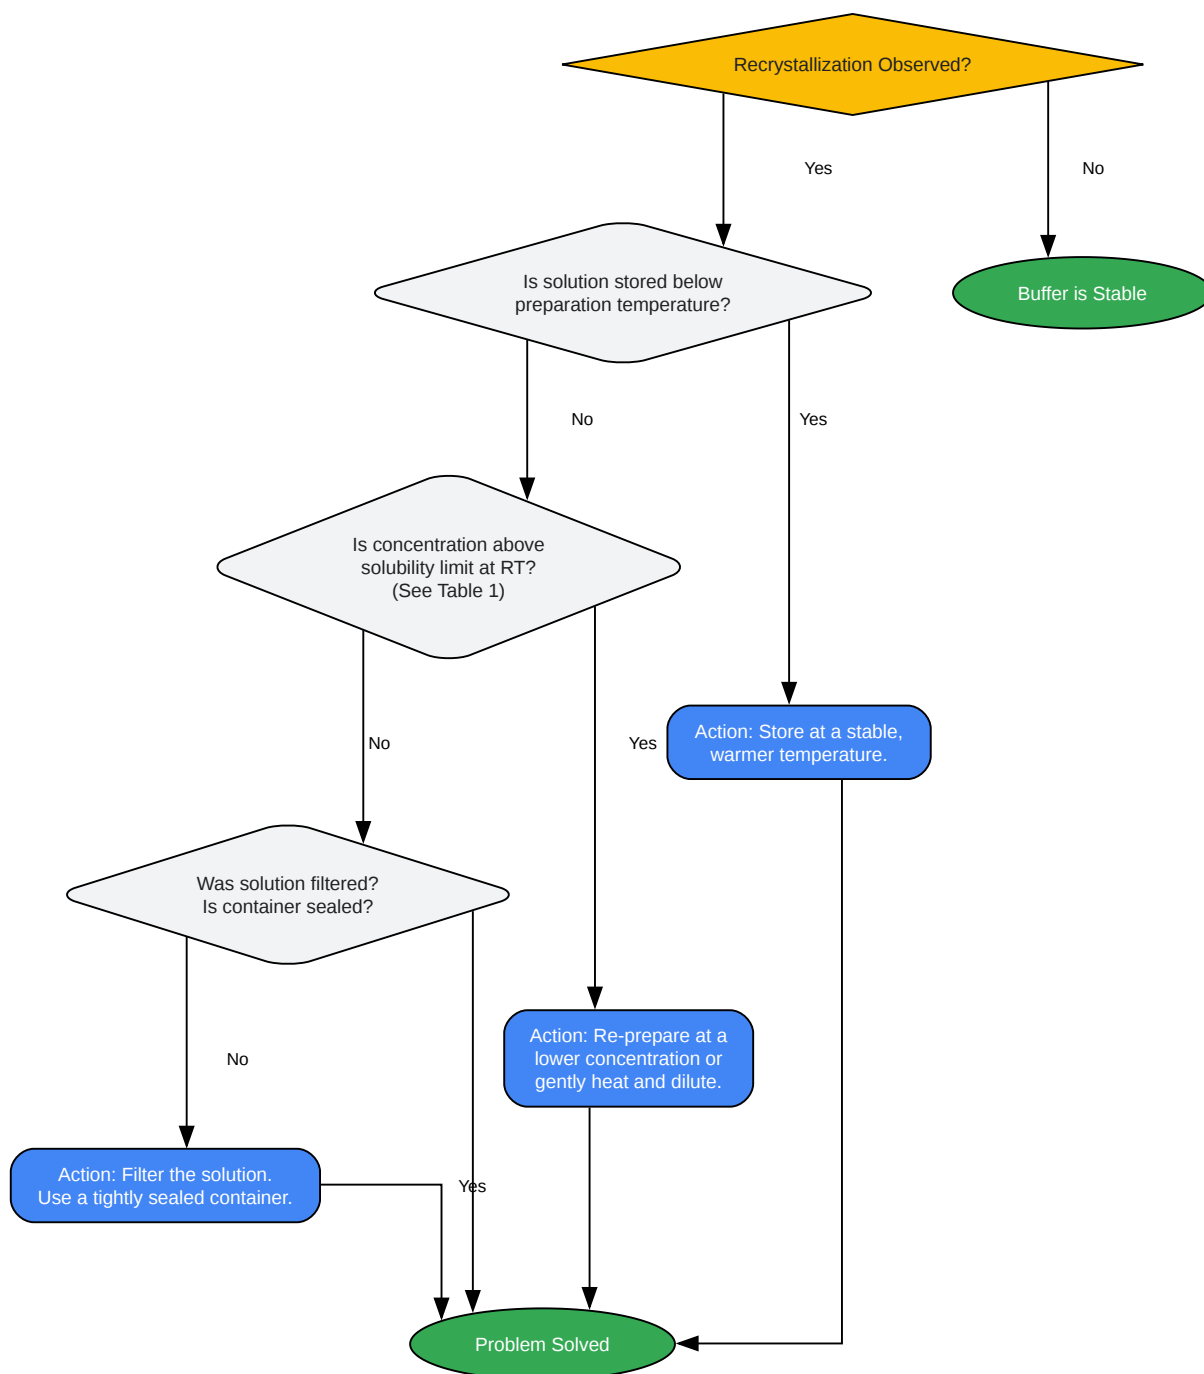 Recrystallization Observed?
Yes
No
Is solution stored below
preparation temperature?
Buffer is Stable
No
Yes
Is concentration above
solubility limit at RT?
(See Table 1)
No
Yes
Action: Store at a stable,
warmer temperature.
Was solution filtered?
Is container sealed?
No
Action: Re-prepare at a
lower concentration or
gently heat and dilute.
Action: Filter the solution.
Use a tightly sealed container.
Yes
Problem Solved